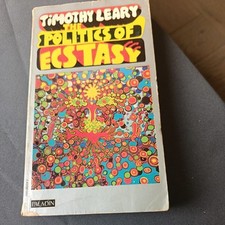 TiMOTHY LEARY
THE
POLITICS OF
ECSTASY
PALADIN